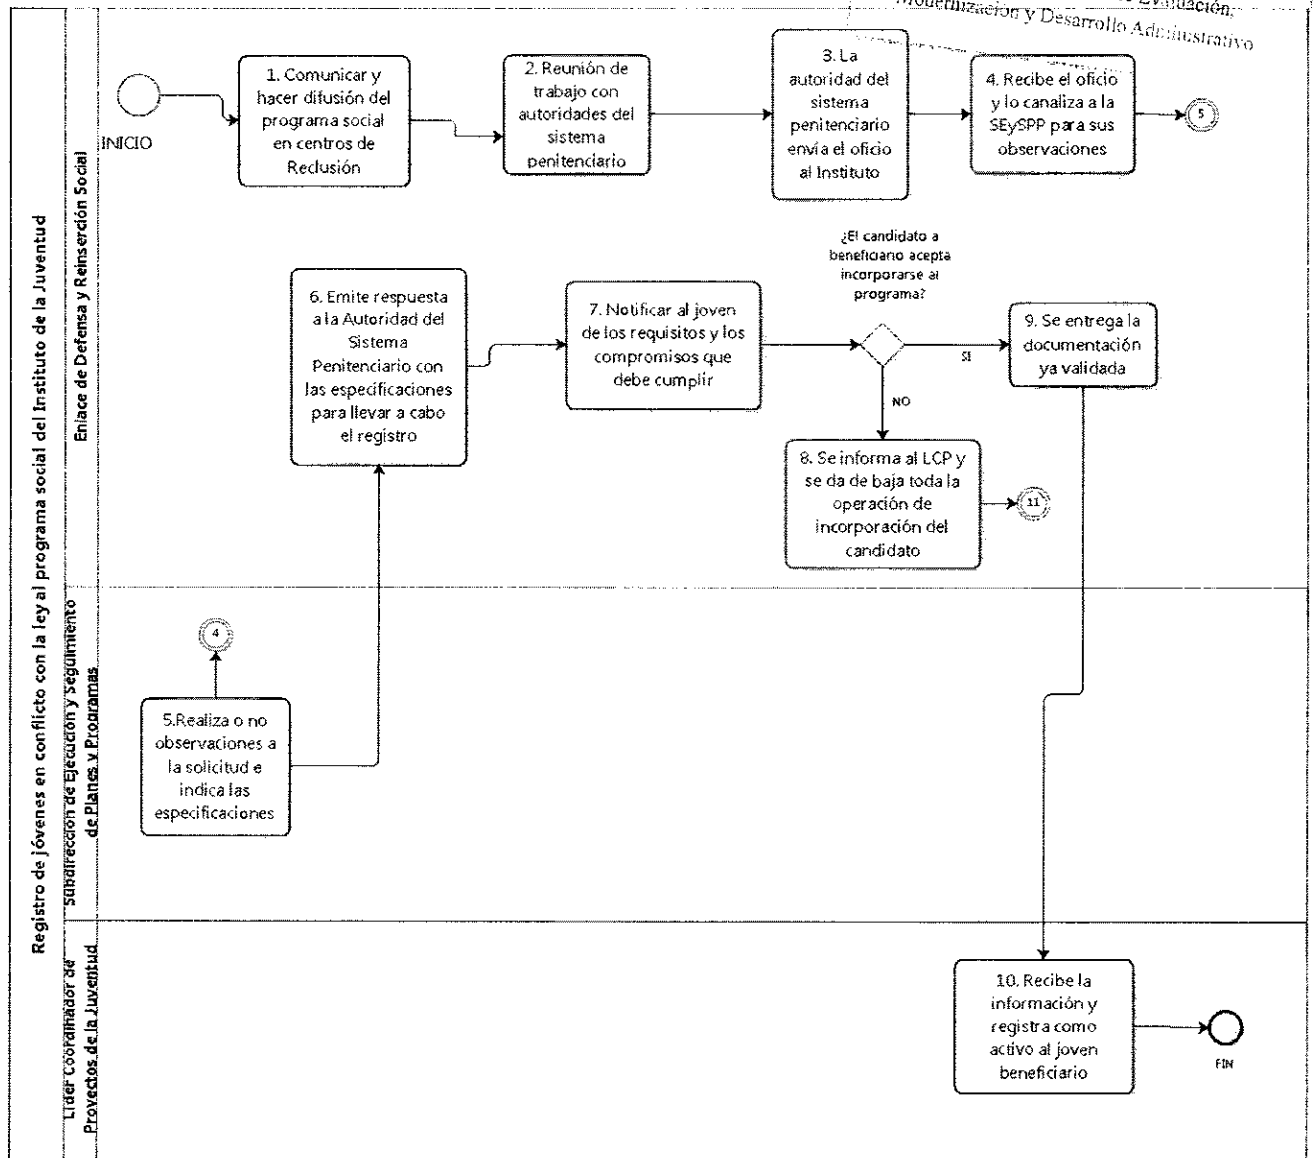 Evaluación,
Modernización y Desarrollo Administrativo
Registro de jóvenes en conflicto con la ley al programa social del Instituto de la Juventud
Enlace de Defensa y Reinserción Social
INICIO
1. Comunicar y
hacer difusión del
programa social
en centros de
Reclusión
2. Reunión de
trabajo con
autoridades del
sistema
penitenciario
3. La
autoridad del
sistema
penitenciario
envía el oficio
al Instituto
4. Recibe el oficio
y lo canaliza a la
SEySPP para sus
observaciones
5
6. Emite respuesta
a la Autoridad del
Sistema
Penitenciario con
las especificaciones
para llevar a cabo
el registro
7. Notificar al joven
de los requisitos y los
compromisos que
debe cumplir
¿El candidato a
beneficiario acepta
incorporarse al
programa?
SI
NO
9. Se entrega la
documentación
ya validada
8. Se informa al LCP y
se da de baja toda la
operación de
incorporación del
candidato
11
Subdirección de Ejecución y Seguimiento
de Planes y Programas
4
5.Realiza o no
observaciones a
la solicitud e
indica las
especificaciones
Líder Coordinador de
Proyectos de la Juventud
10. Recibe la
información y
registra como
activo al joven
beneficiario
FIN